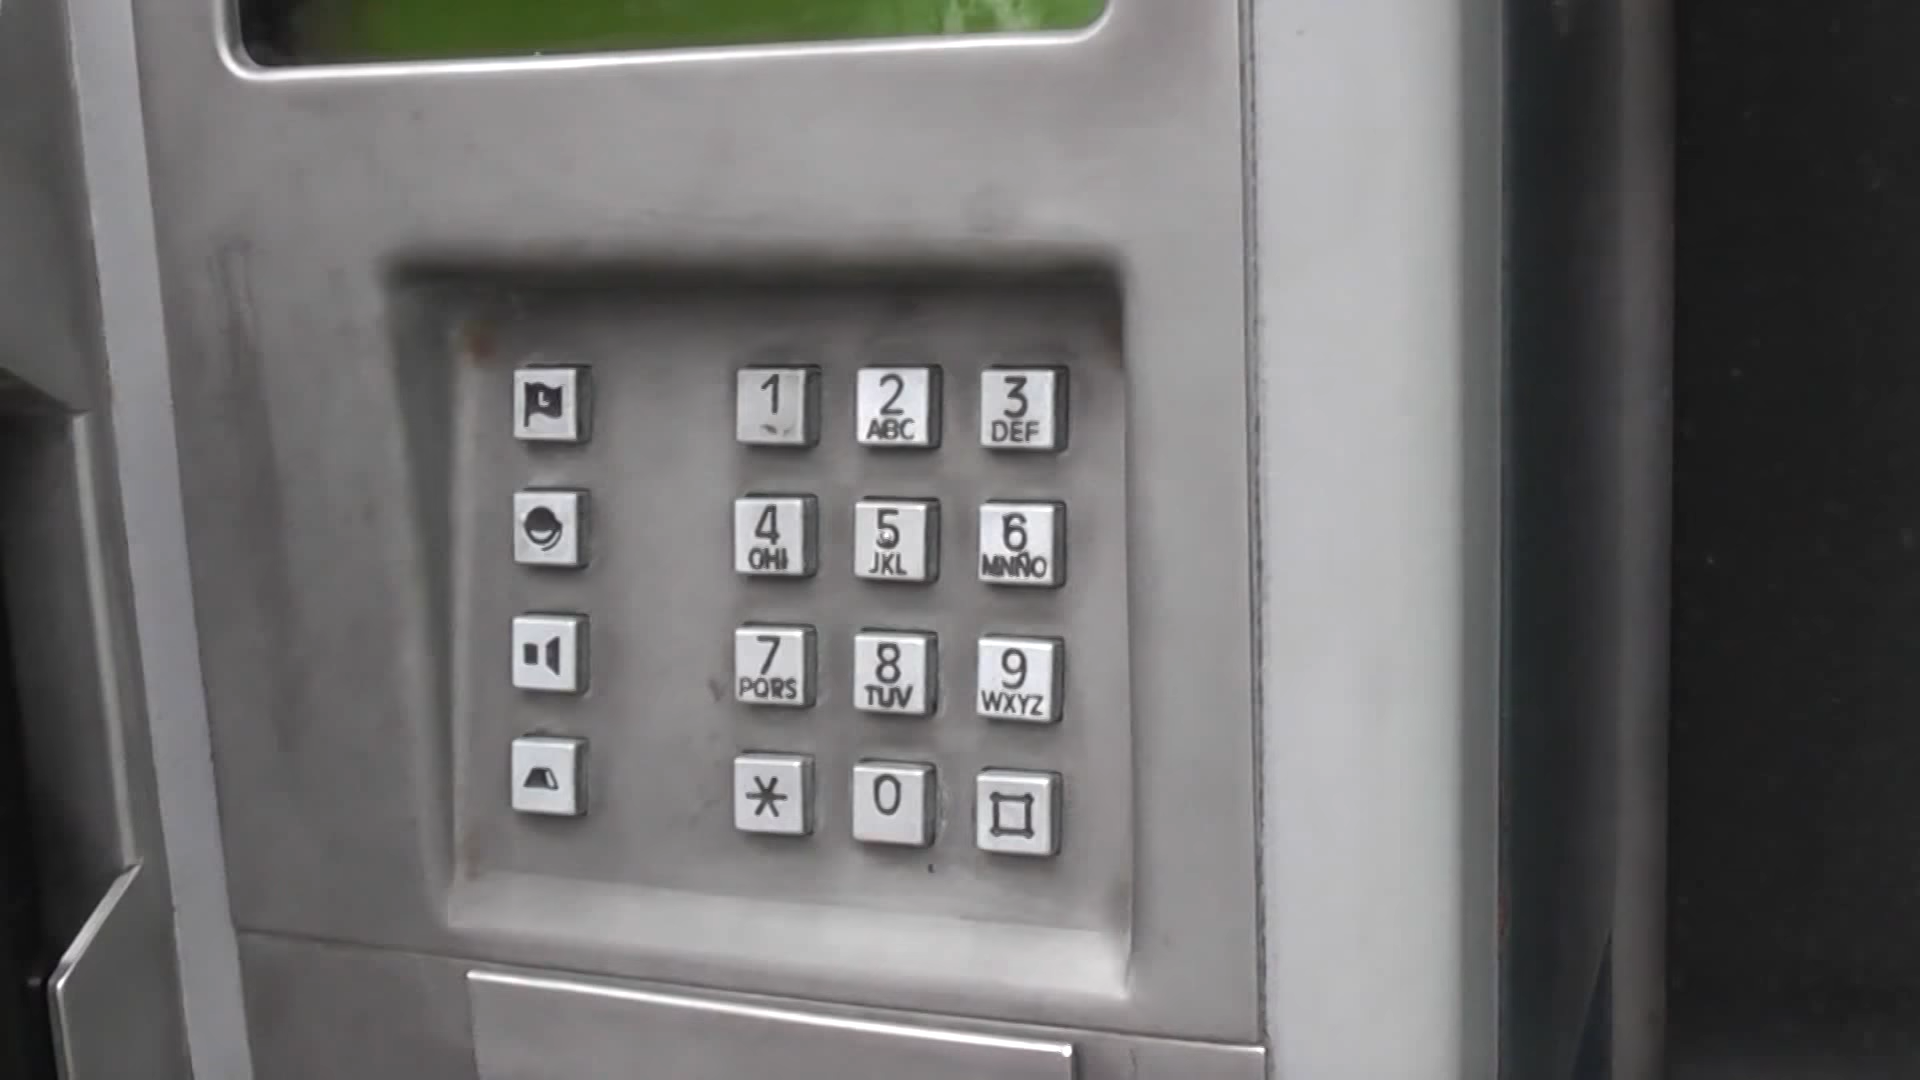 1 2 3
ABC DEF
4 5 6
GHI JKL MNÑO
7 8 9
PQRS TUV WXYZ
* 0